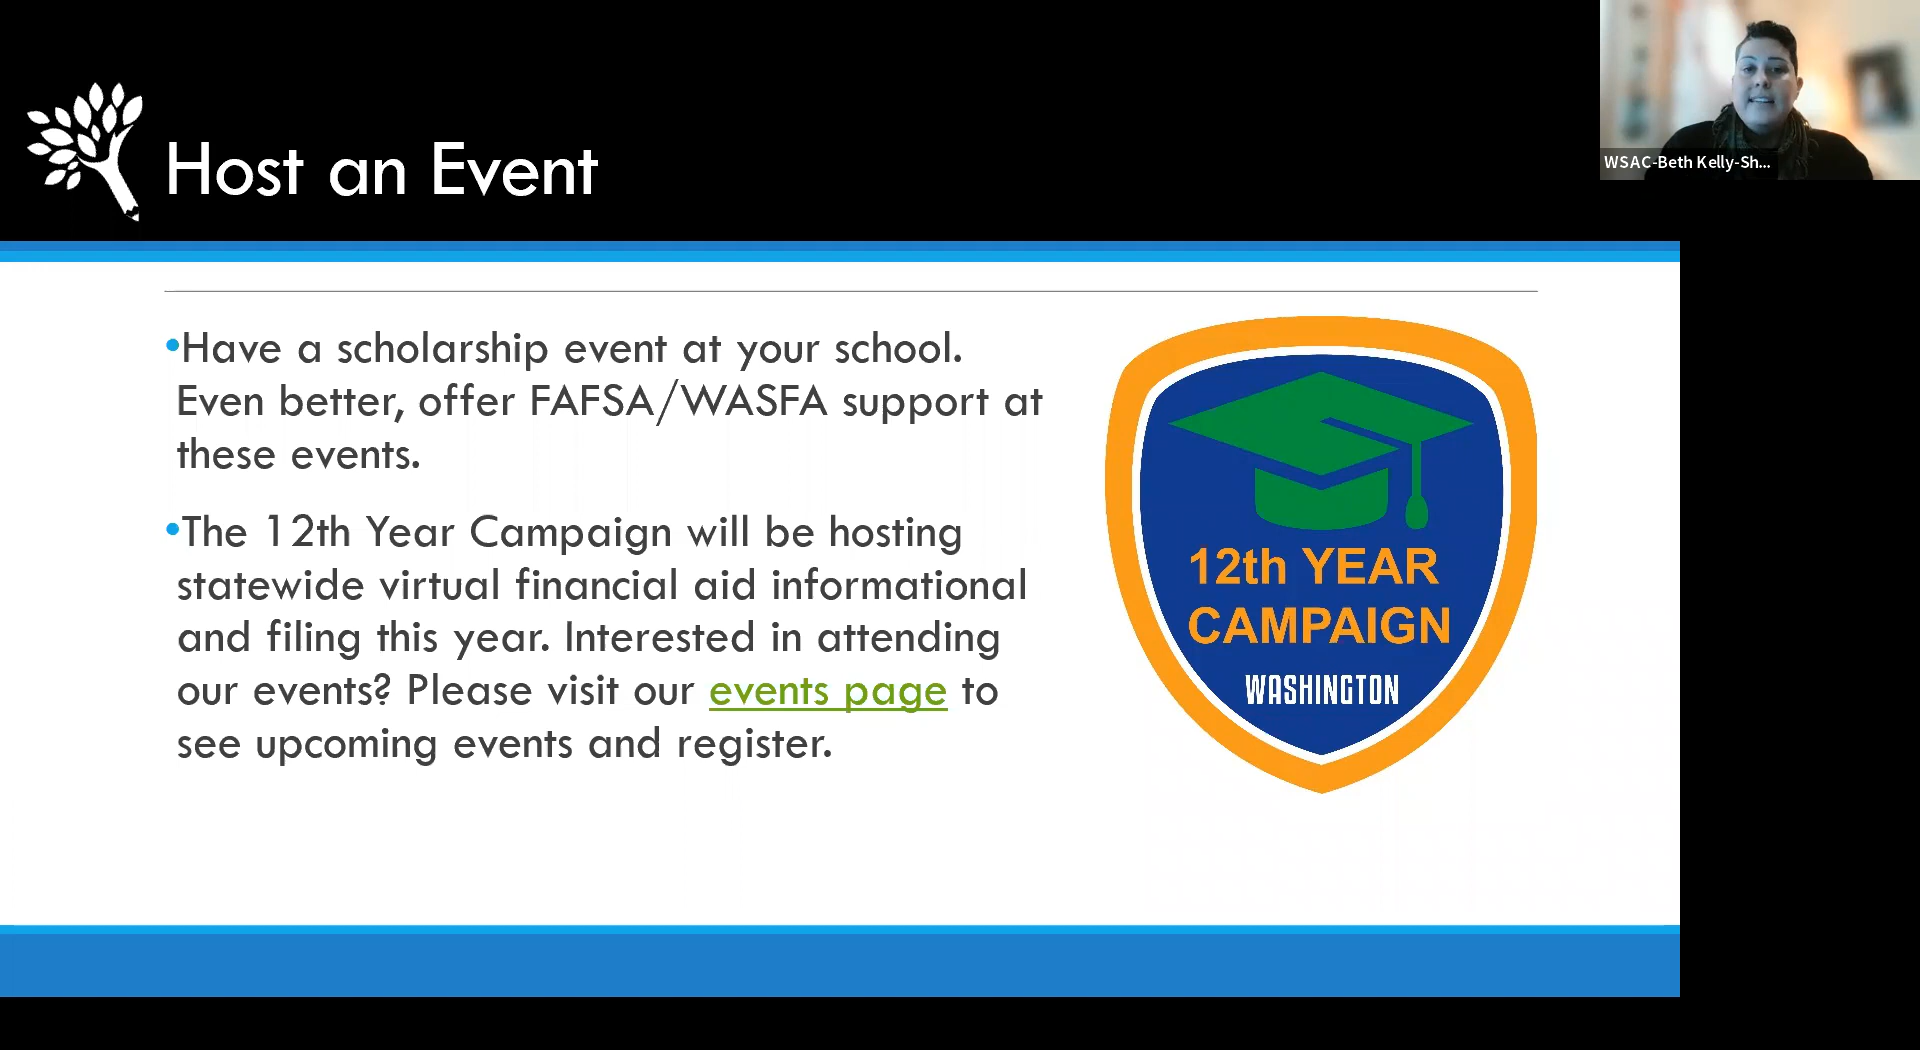 WSAC-Beth Kelly-Sh...
Host an Event
•Have a scholarship event at your school.
Even better, offer FAFSA/WASFA support at
these events.
•The 12th Year Campaign will be hosting
statewide virtual financial aid informational
and filing this year. Interested in attending
our events? Please visit our events page to
see upcoming events and register.
12th YEAR
CAMPAIGN
WASHINGTON